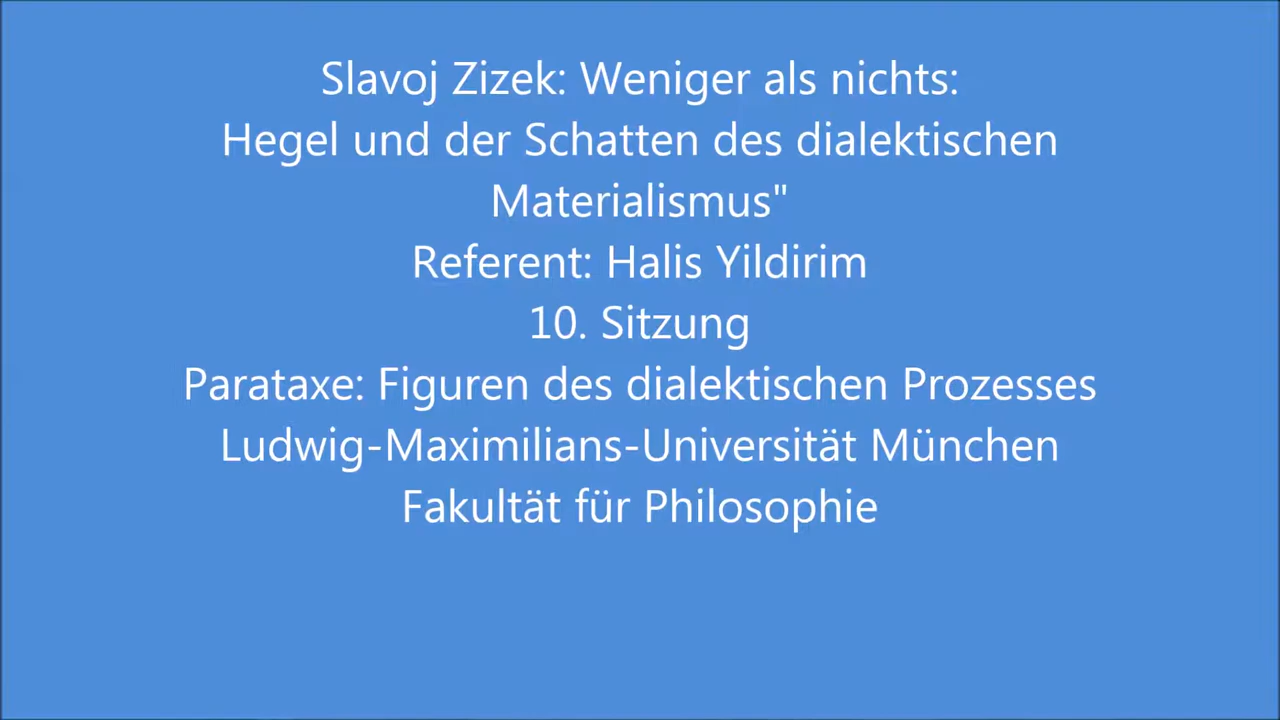 Slavoj Zizek: Weniger als nichts:
Hegel und der Schatten des dialektischen
Materialismus"
Referent: Halis Yildirim
10. Sitzung
Parataxe: Figuren des dialektischen Prozesses
Ludwig-Maximilians-Universität München
Fakultät für Philosophie